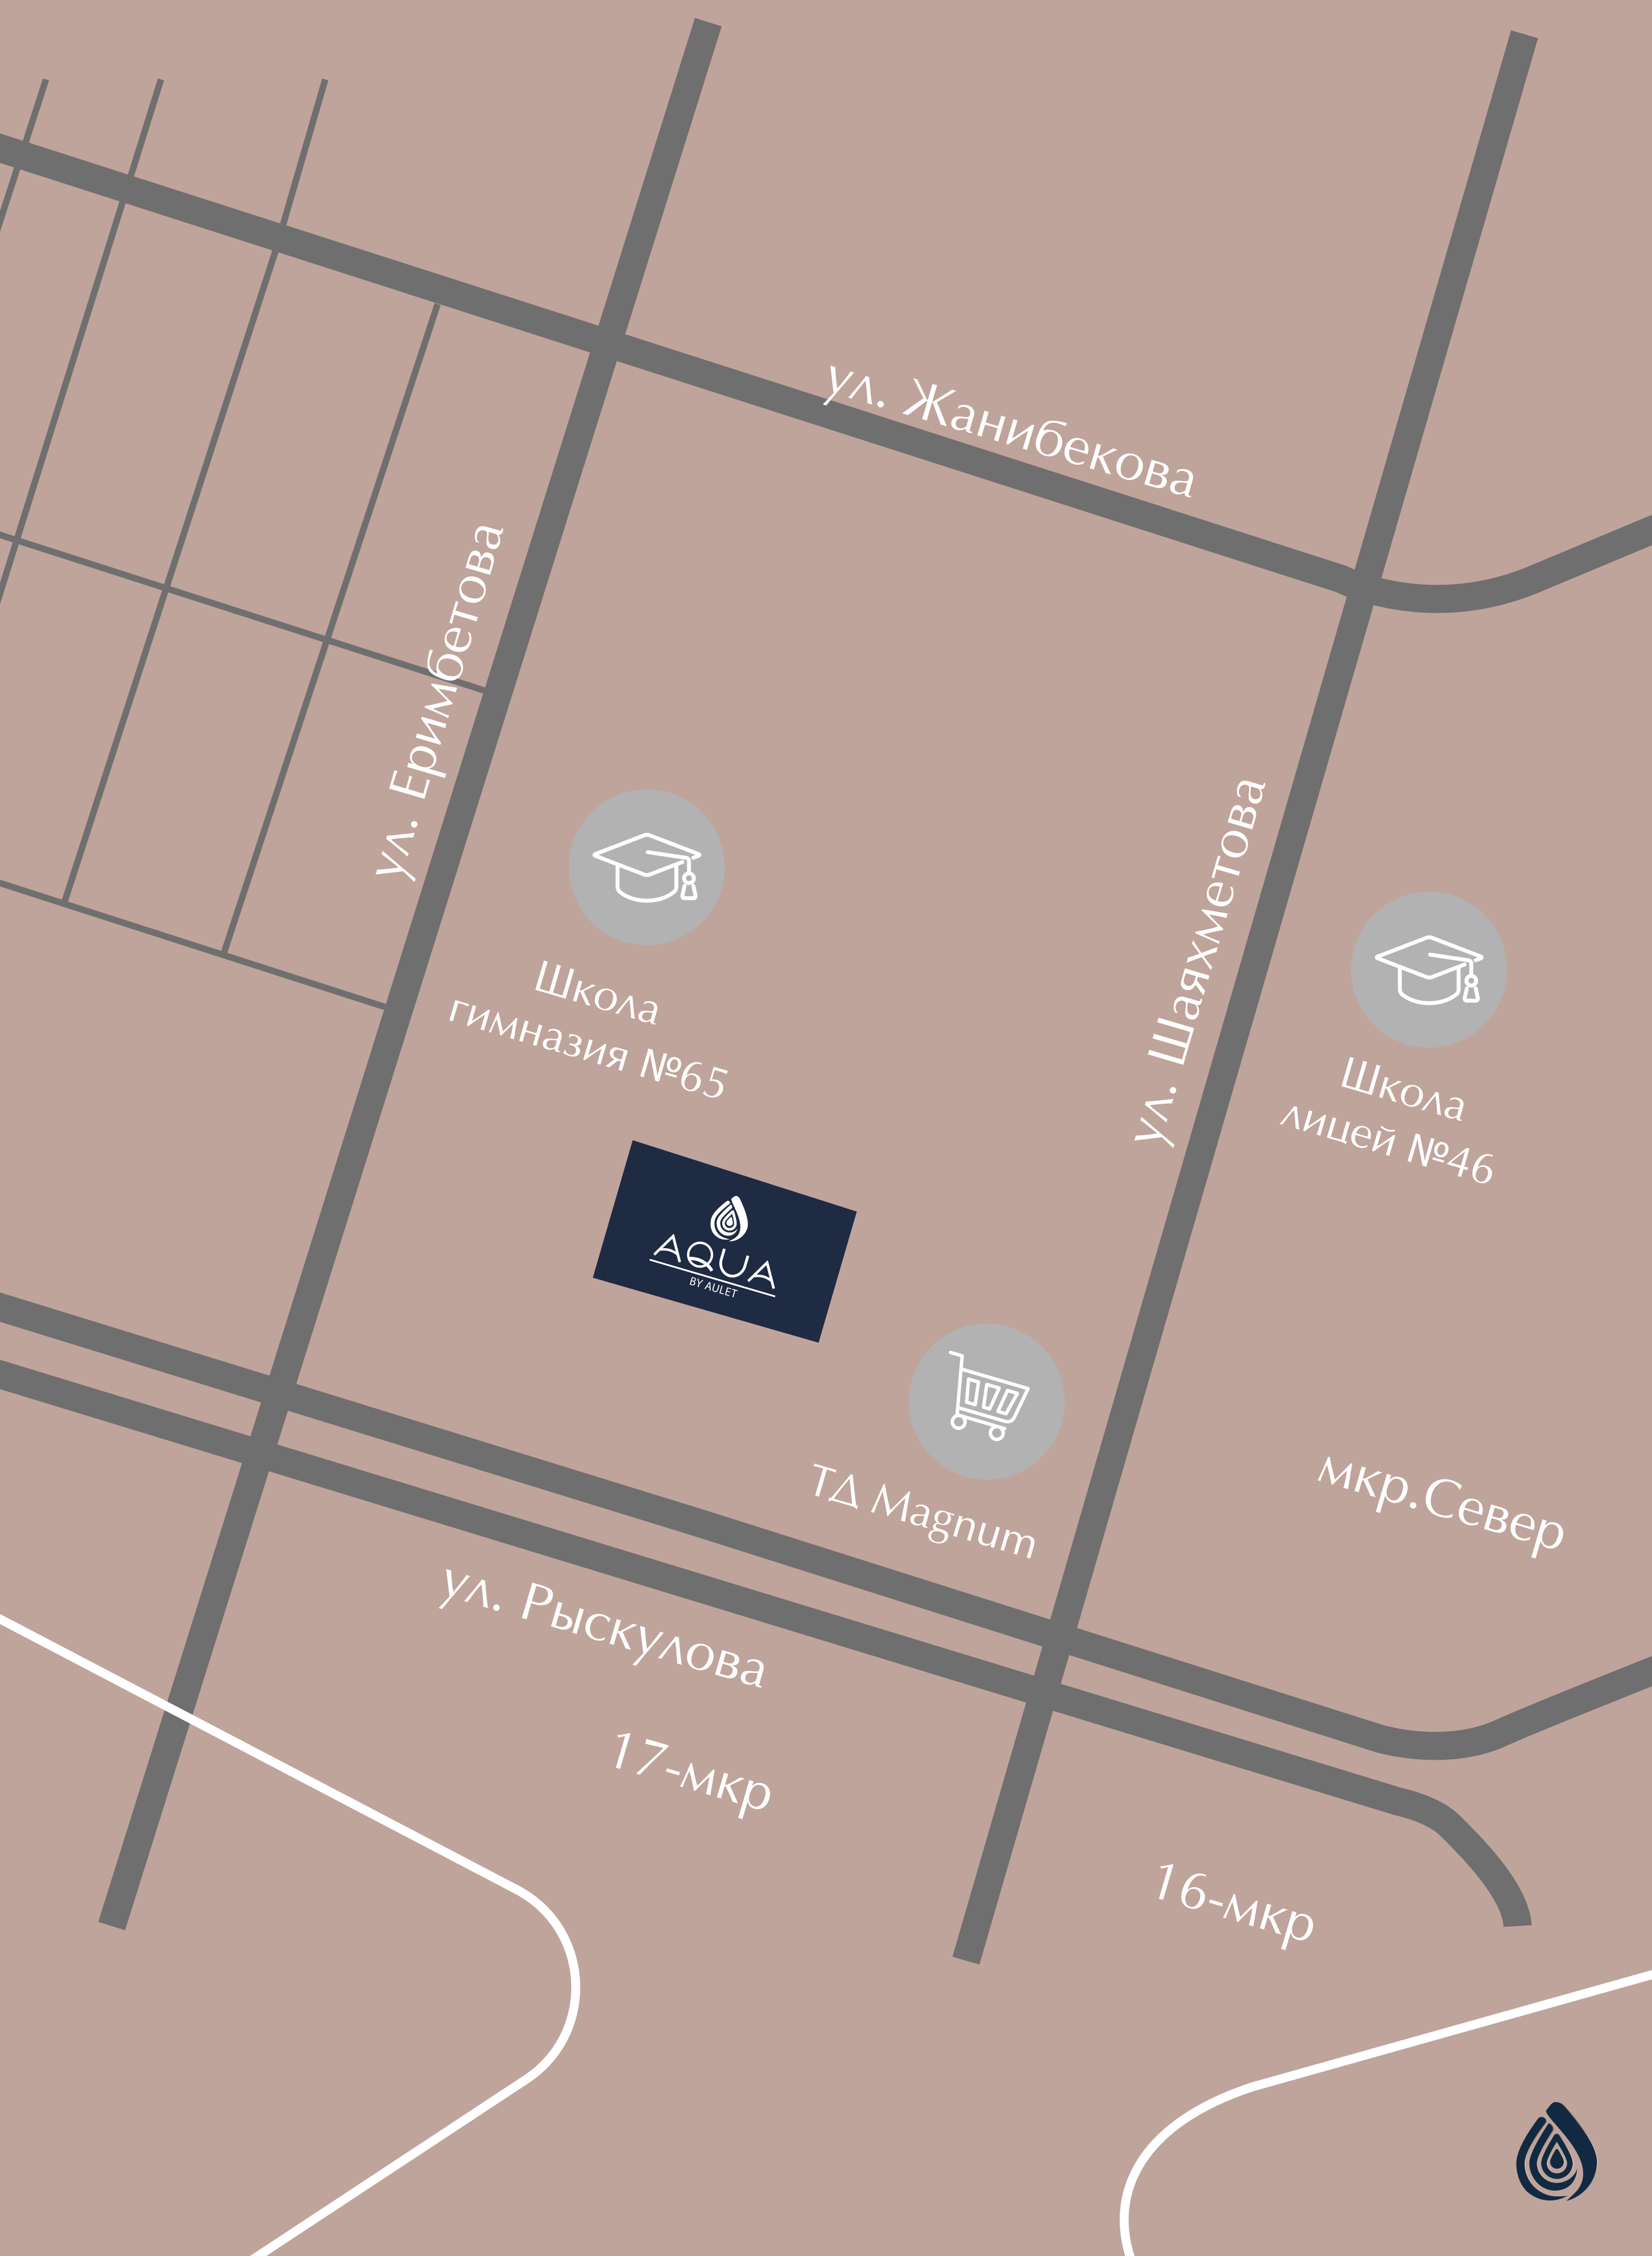 ул. Жанибекова
ул. Еримбетова
ул. Шаяхметова
Школа
гимназия №65
Школа
лицей №46
AQUA
BY AULET
ТД Magnum
мкр.Север
ул. Рыскулова
17-мкр
16-мкр